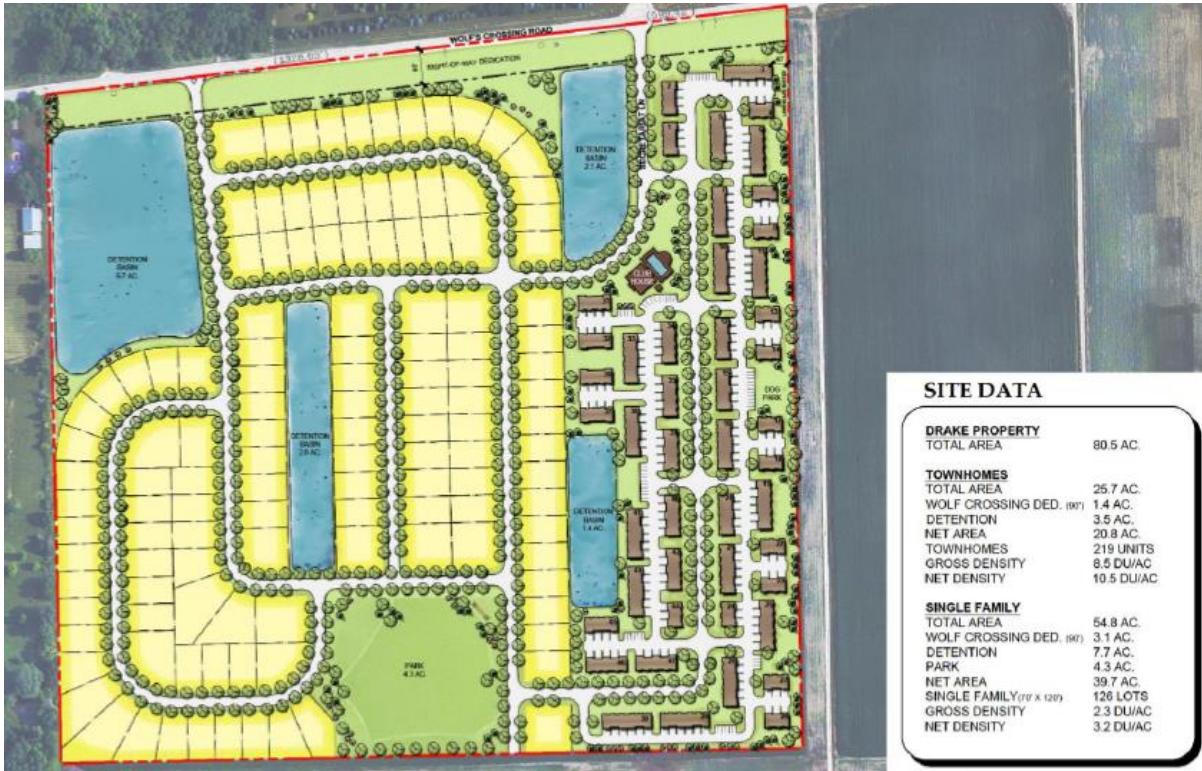 WOLF'S CROSSING ROAD
RIGHT-OF-WAY DEDICATION
DETENTION
BASIN
2.1 AC.
DETENTION
BASIN
5.7 AC.
CLUB
HOUSE
DOG
PARK
DETENTION
BASIN
2.0 AC.
DETENTION
BASIN
1.4 AC.
PARK
4.3 AC.
SITE DATA
DRAKE PROPERTY
TOTAL AREA 80.5 AC.
TOWNHOMES
TOTAL AREA 25.7 AC.
WOLF CROSSING DED. (90') 1.4 AC.
DETENTION 3.5 AC.
NET AREA 20.8 AC.
TOWNHOMES 219 UNITS
GROSS DENSITY 8.5 DU/AC
NET DENSITY 10.5 DU/AC
SINGLE FAMILY
TOTAL AREA 54.8 AC.
WOLF CROSSING DED. (90') 3.1 AC.
DETENTION 7.7 AC.
PARK 4.3 AC.
NET AREA 39.7 AC.
SINGLE FAMILY (70' X 120') 126 LOTS
GROSS DENSITY 2.3 DU/AC
NET DENSITY 3.2 DU/AC